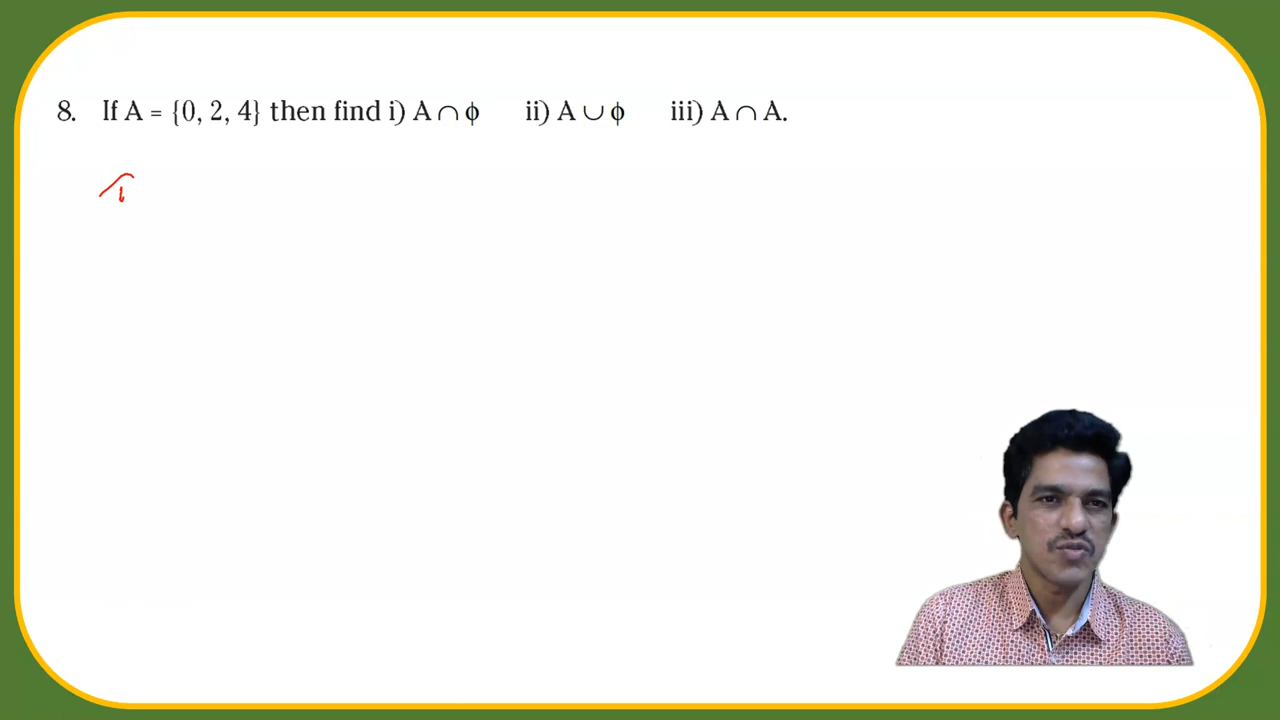 8. If A = {0, 2, 4} then find i) A ∩ ϕ ii) A ∪ ϕ iii) A ∩ A.